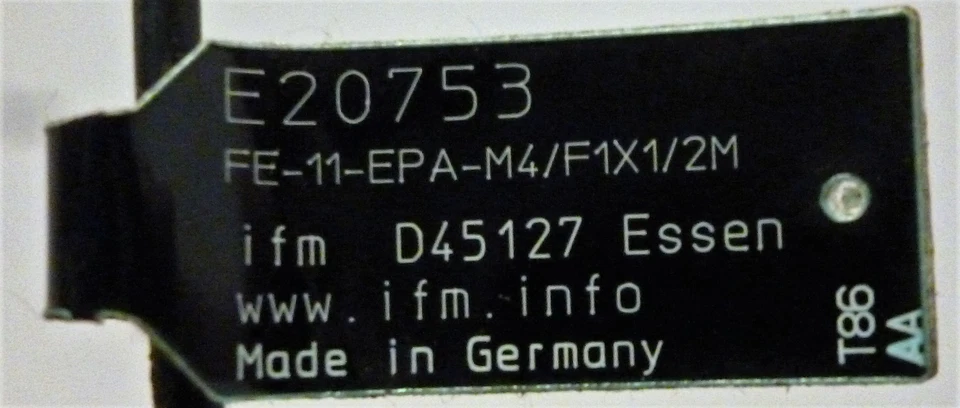 E20753
FE-11-EPA-M4/F1X1/2M
ifm D45127 Essen
www.ifm.info
Made in Germany
T86
AA